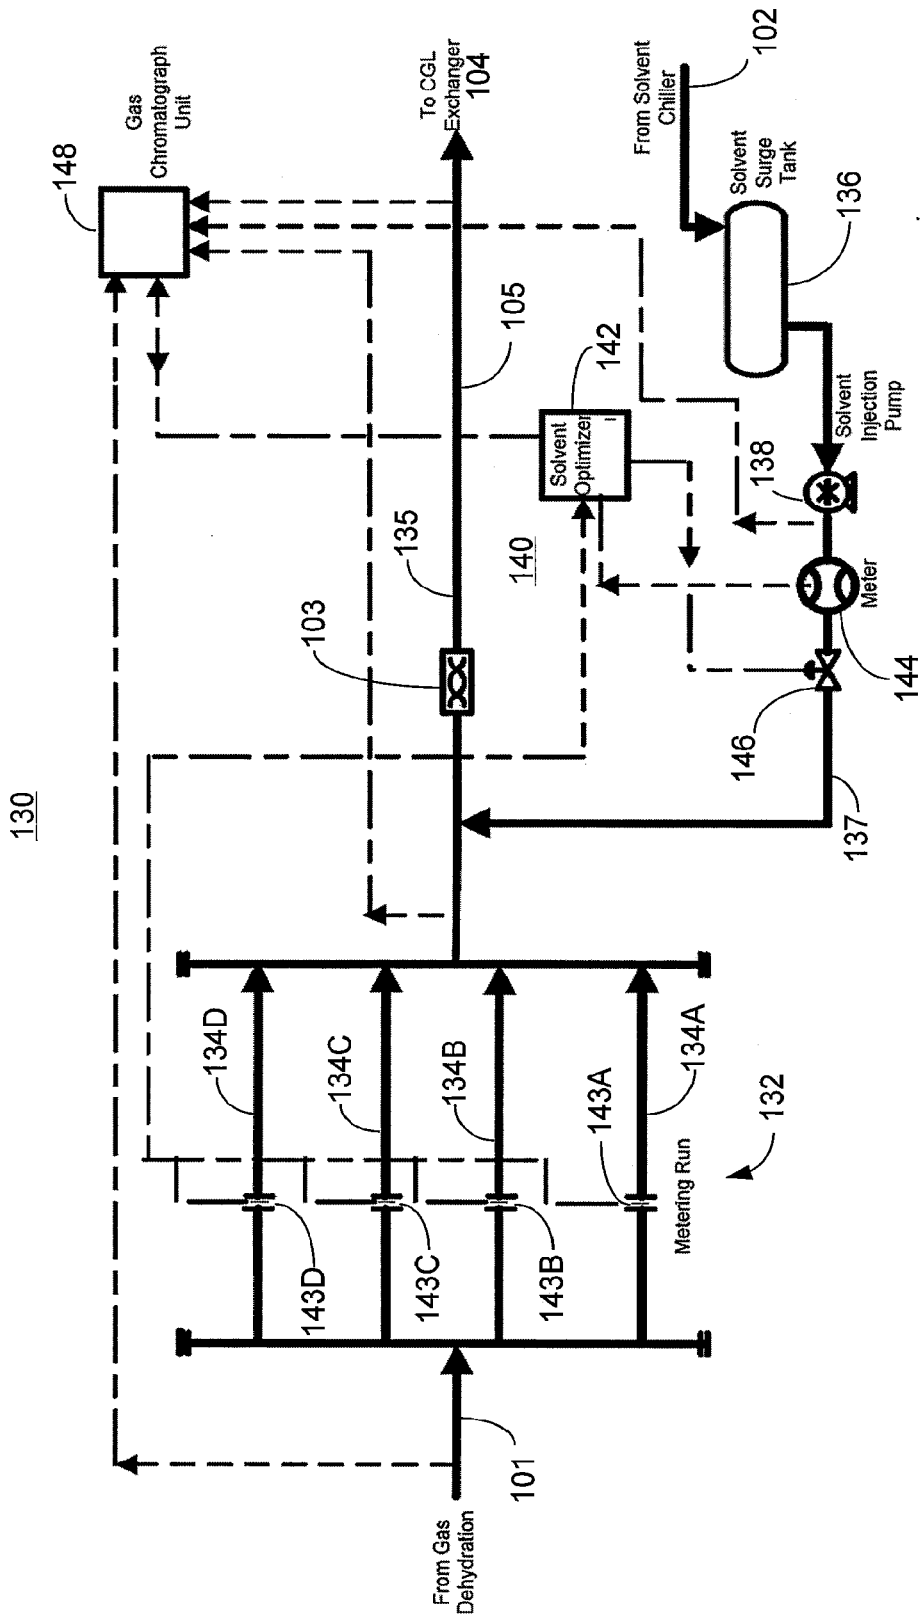 130
148
Gas
Chromatograph
Unit
To CGL
Exchanger
104
From Solvent
Chiller
102
Solvent
Surge
Tank
136
105
142
Solvent
Optimizer
140
135
103
Solvent
Injection
Pump
138
Meter
144
146
137
134D
134C
134B
134A
143D
143C
143B
143A
Metering Run
132
101
From Gas
Dehydration